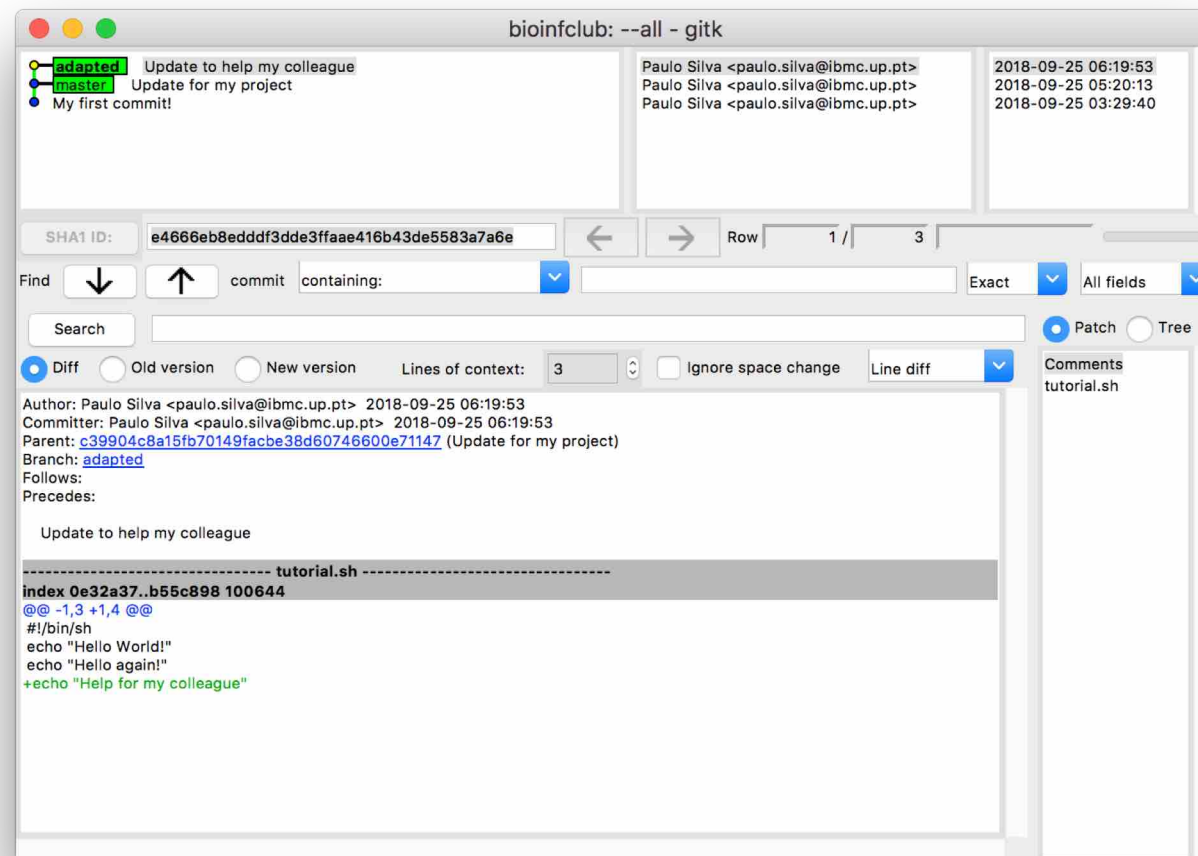 bioinfclub: --all - gitk
adapted Update to help my colleague Paulo Silva <paulo.silva@ibmc.up.pt> 2018-09-25 06:19:53
master Update for my project Paulo Silva <paulo.silva@ibmc.up.pt> 2018-09-25 05:20:13
My first commit! Paulo Silva <paulo.silva@ibmc.up.pt> 2018-09-25 03:29:40
SHA1 ID: e4666eb8edddf3dde3ffaae416b43de5583a7a6e Row 1 / 3
Find commit containing: Exact All fields
Search Patch Tree
Diff Old version New version Lines of context: 3 Ignore space change Line diff
Comments
tutorial.sh
Author: Paulo Silva <paulo.silva@ibmc.up.pt> 2018-09-25 06:19:53
Committer: Paulo Silva <paulo.silva@ibmc.up.pt> 2018-09-25 06:19:53
Parent: c39904c8a15fb70149facbe38d60746600e71147 (Update for my project)
Branch: adapted
Follows:
Precedes:
Update to help my colleague
--------------------------------- tutorial.sh ---------------------------------
index 0e32a37..b55c898 100644
@@ -1,3 +1,4 @@
#!/bin/sh
echo "Hello World!"
echo "Hello again!"
+echo "Help for my colleague"